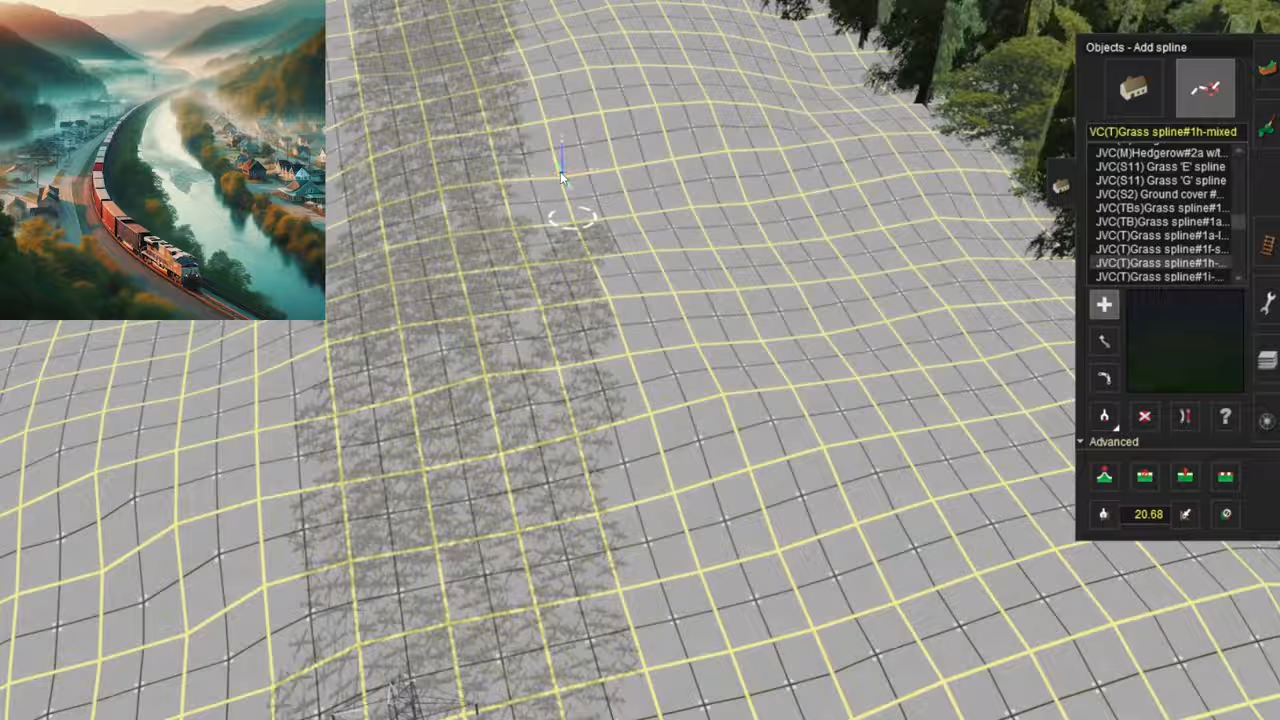 Objects - Add spline
VC(T)Grass spline#1h-mixed
JVC(M)Hedgerow#2a w/t...
JVC(S11) Grass 'E' spline
JVC(S11) Grass 'G' spline
JVC(S2) Ground cover #...
JVC(TBs)Grass spline#1...
JVC(TB)Grass spline#1a...
JVC(T)Grass spline#1a-l...
JVC(T)Grass spline#1f-s...
JVC(T)Grass spline#1h-...
JVC(T)Grass spline#1i-...
Advanced
20.68